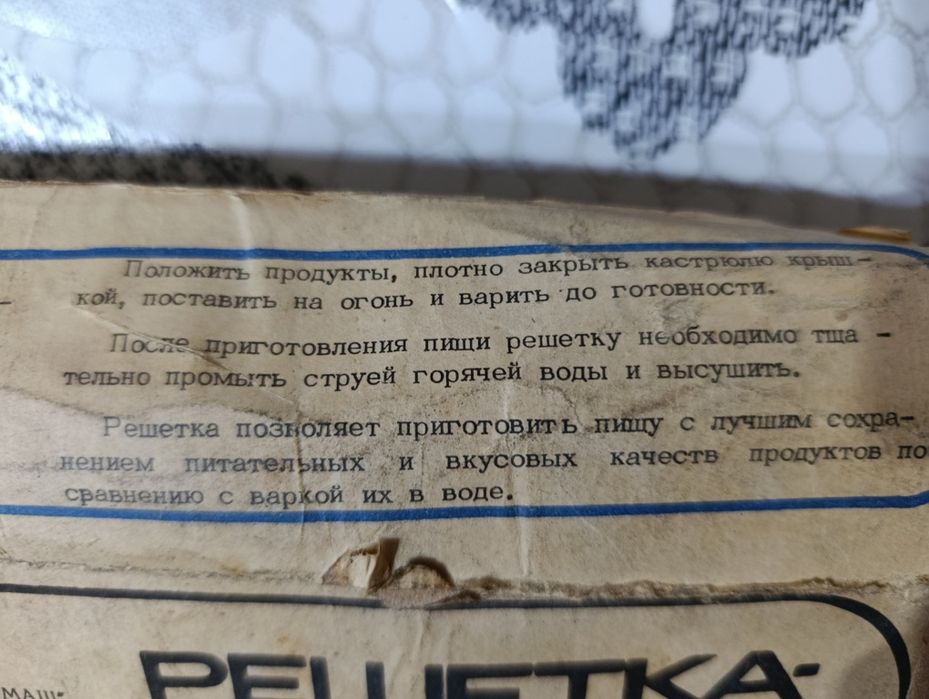 Положить продукты, плотно закрыть кастрюлю крыш-
кой, поставить на огонь и варить до готовности.
После приготовления пищи решетку необходимо тща -
тельно промыть струей горячей воды и высушить.
Решетка позволяет приготовить пищу с лучшим сохра-
нением питательных и вкусовых качеств продуктов по
сравнению с варкой их в воде.
РЕШЕТКА-
МАШ-